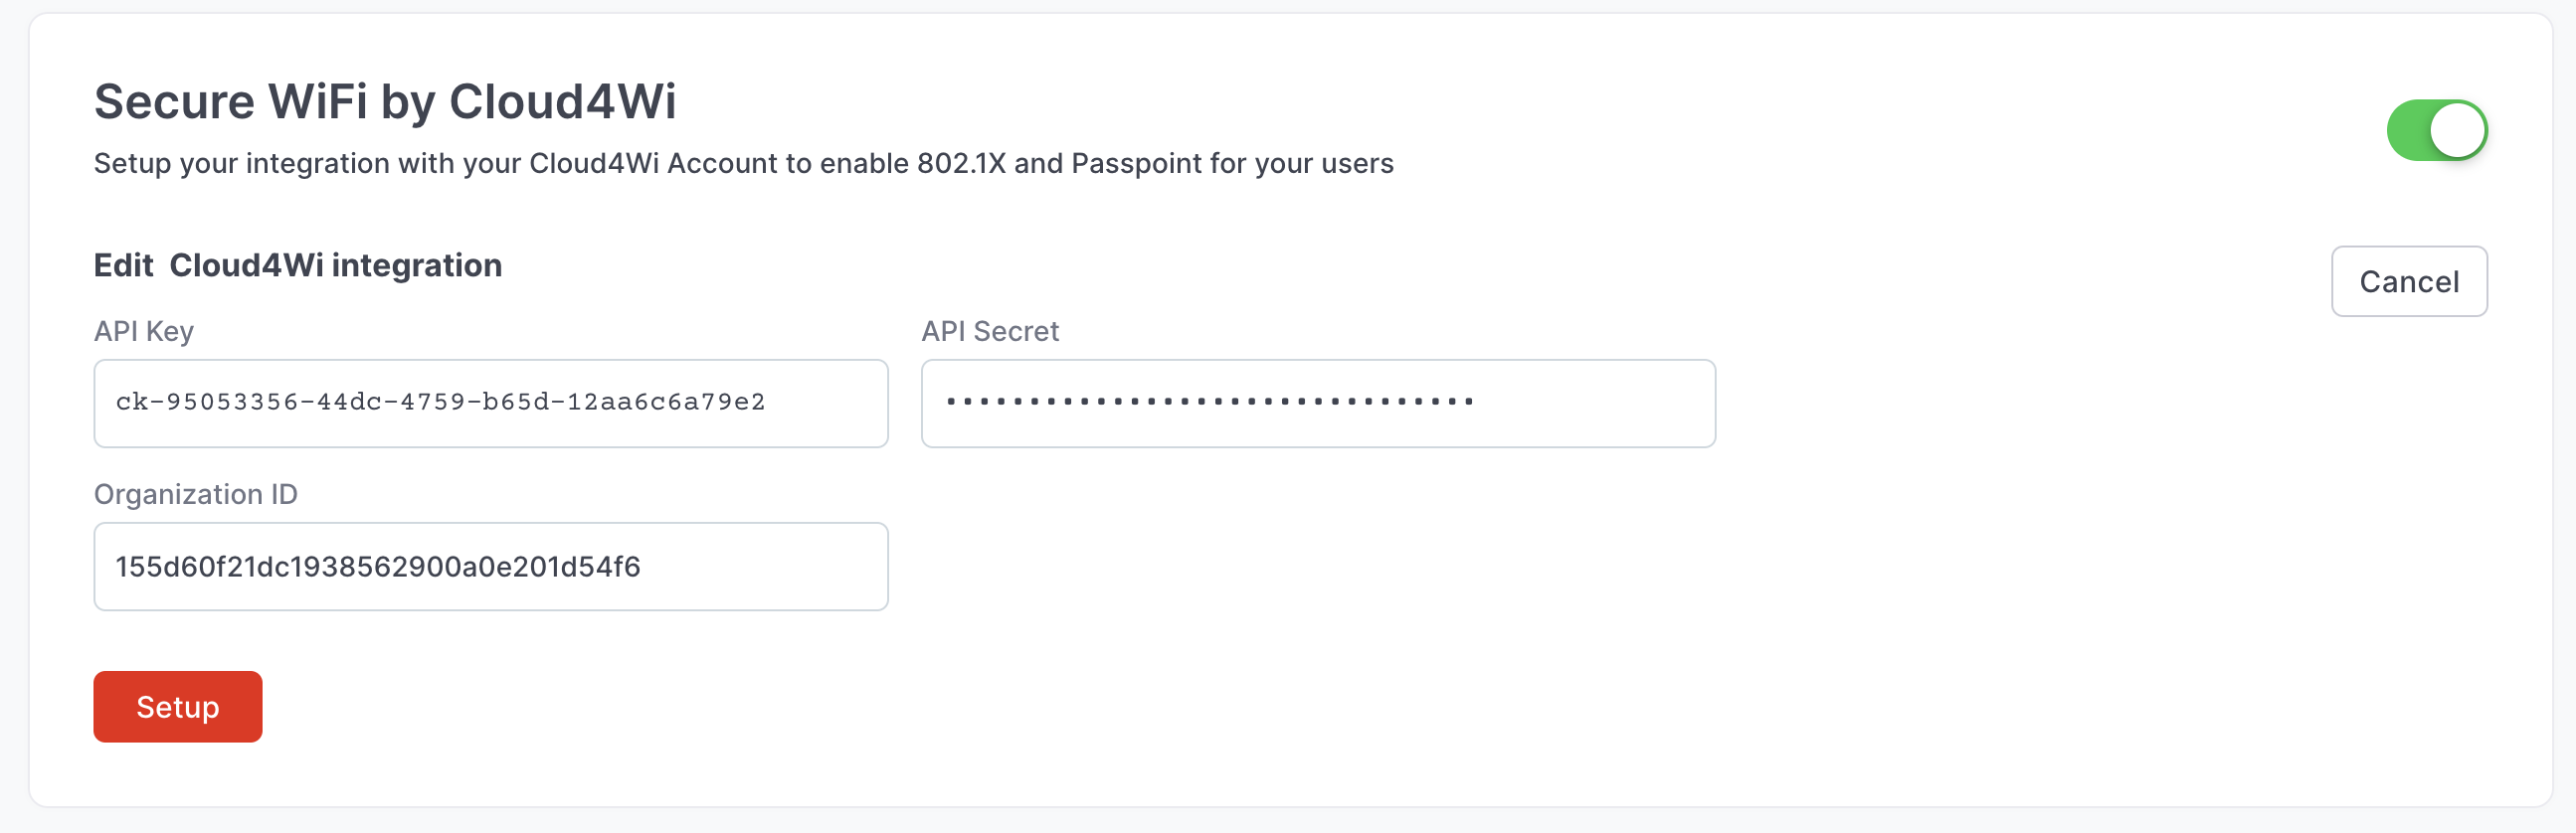 Secure WiFi by Cloud4Wi
Setup your integration with your Cloud4Wi Account to enable 802.1X and Passpoint for your users
Edit Cloud4Wi integration
Cancel
API Key
API Secret
ck-95053356-44dc-4759-b65d-12aa6c6a79e2
••••••••••••••••••••••••••••••••
Organization ID
155d60f21dc1938562900a0e201d54f6
Setup